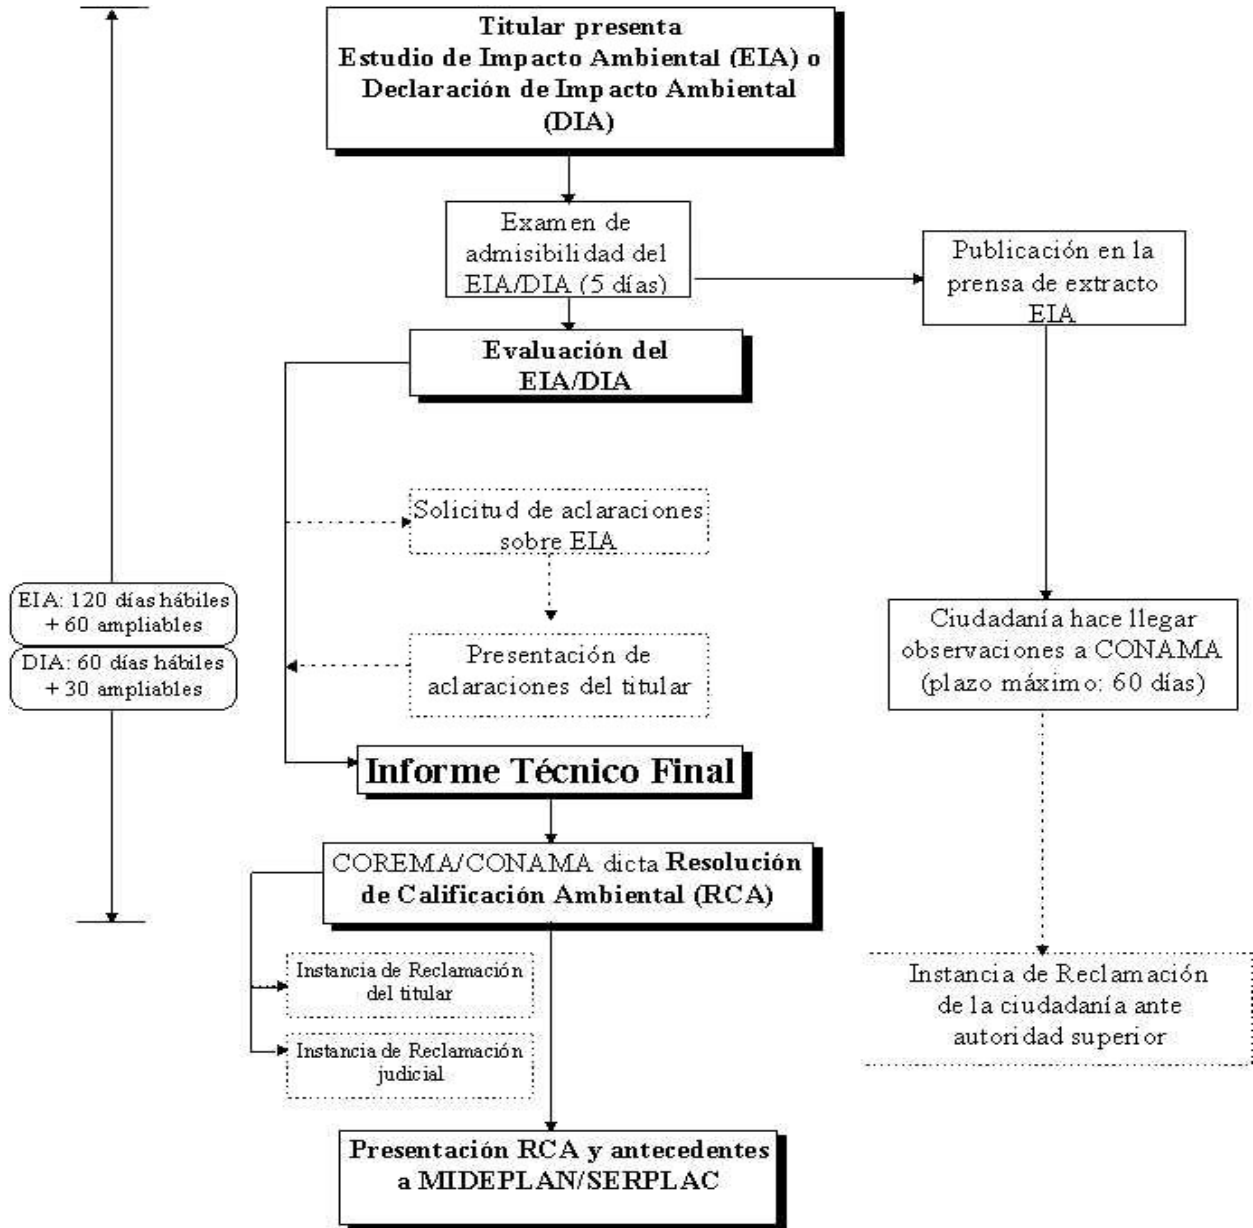 Titular presenta
Estudio de Impacto Ambiental (EIA) o
Declaración de Impacto Ambiental
(DIA)
Examen de
admisibilidad del
EIA/DIA (5 días)
Publicación en la
prensa de extracto
EIA
Evaluación del
EIA/DIA
Solicitud de aclaraciones
sobre EIA
EIA: 120 días hábiles
+ 60 ampliables
DIA: 60 días hábiles
+ 30 ampliables
Presentación de
aclaraciones del titular
Ciudadanía hace llegar
observaciones a CONAMA
(plazo máximo: 60 días)
Informe Técnico Final
COREMA/CONAMA dicta Resolución
de Calificación Ambiental (RCA)
Instancia de Reclamación
del titular
Instancia de Reclamación
judicial
Instancia de Reclamación
de la ciudadanía ante
autoridad superior
Presentación RCA y antecedentes
a MIDEPLAN/SERPLAC